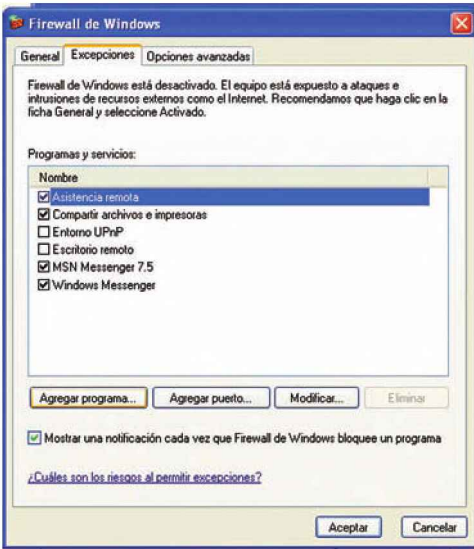 Firewall de Windows
General Excepciones Opciones avanzadas
Firewall de Windows está desactivado. El equipo está expuesto a ataques e
intrusiones de recursos externos como el Internet. Recomendamos que haga clic en la
ficha General y seleccione Activado.
Programas y servicios:
Nombre
Asistencia remota
Compartir archivos e impresoras
Entorno UPnP
Escritorio remoto
MSN Messenger 7.5
Windows Messenger
Agregar programa... Agregar puerto... Modificar... Eliminar
Mostrar una notificación cada vez que Firewall de Windows bloquee un programa
¿Cuáles son los riesgos al permitir excepciones?
Aceptar Cancelar